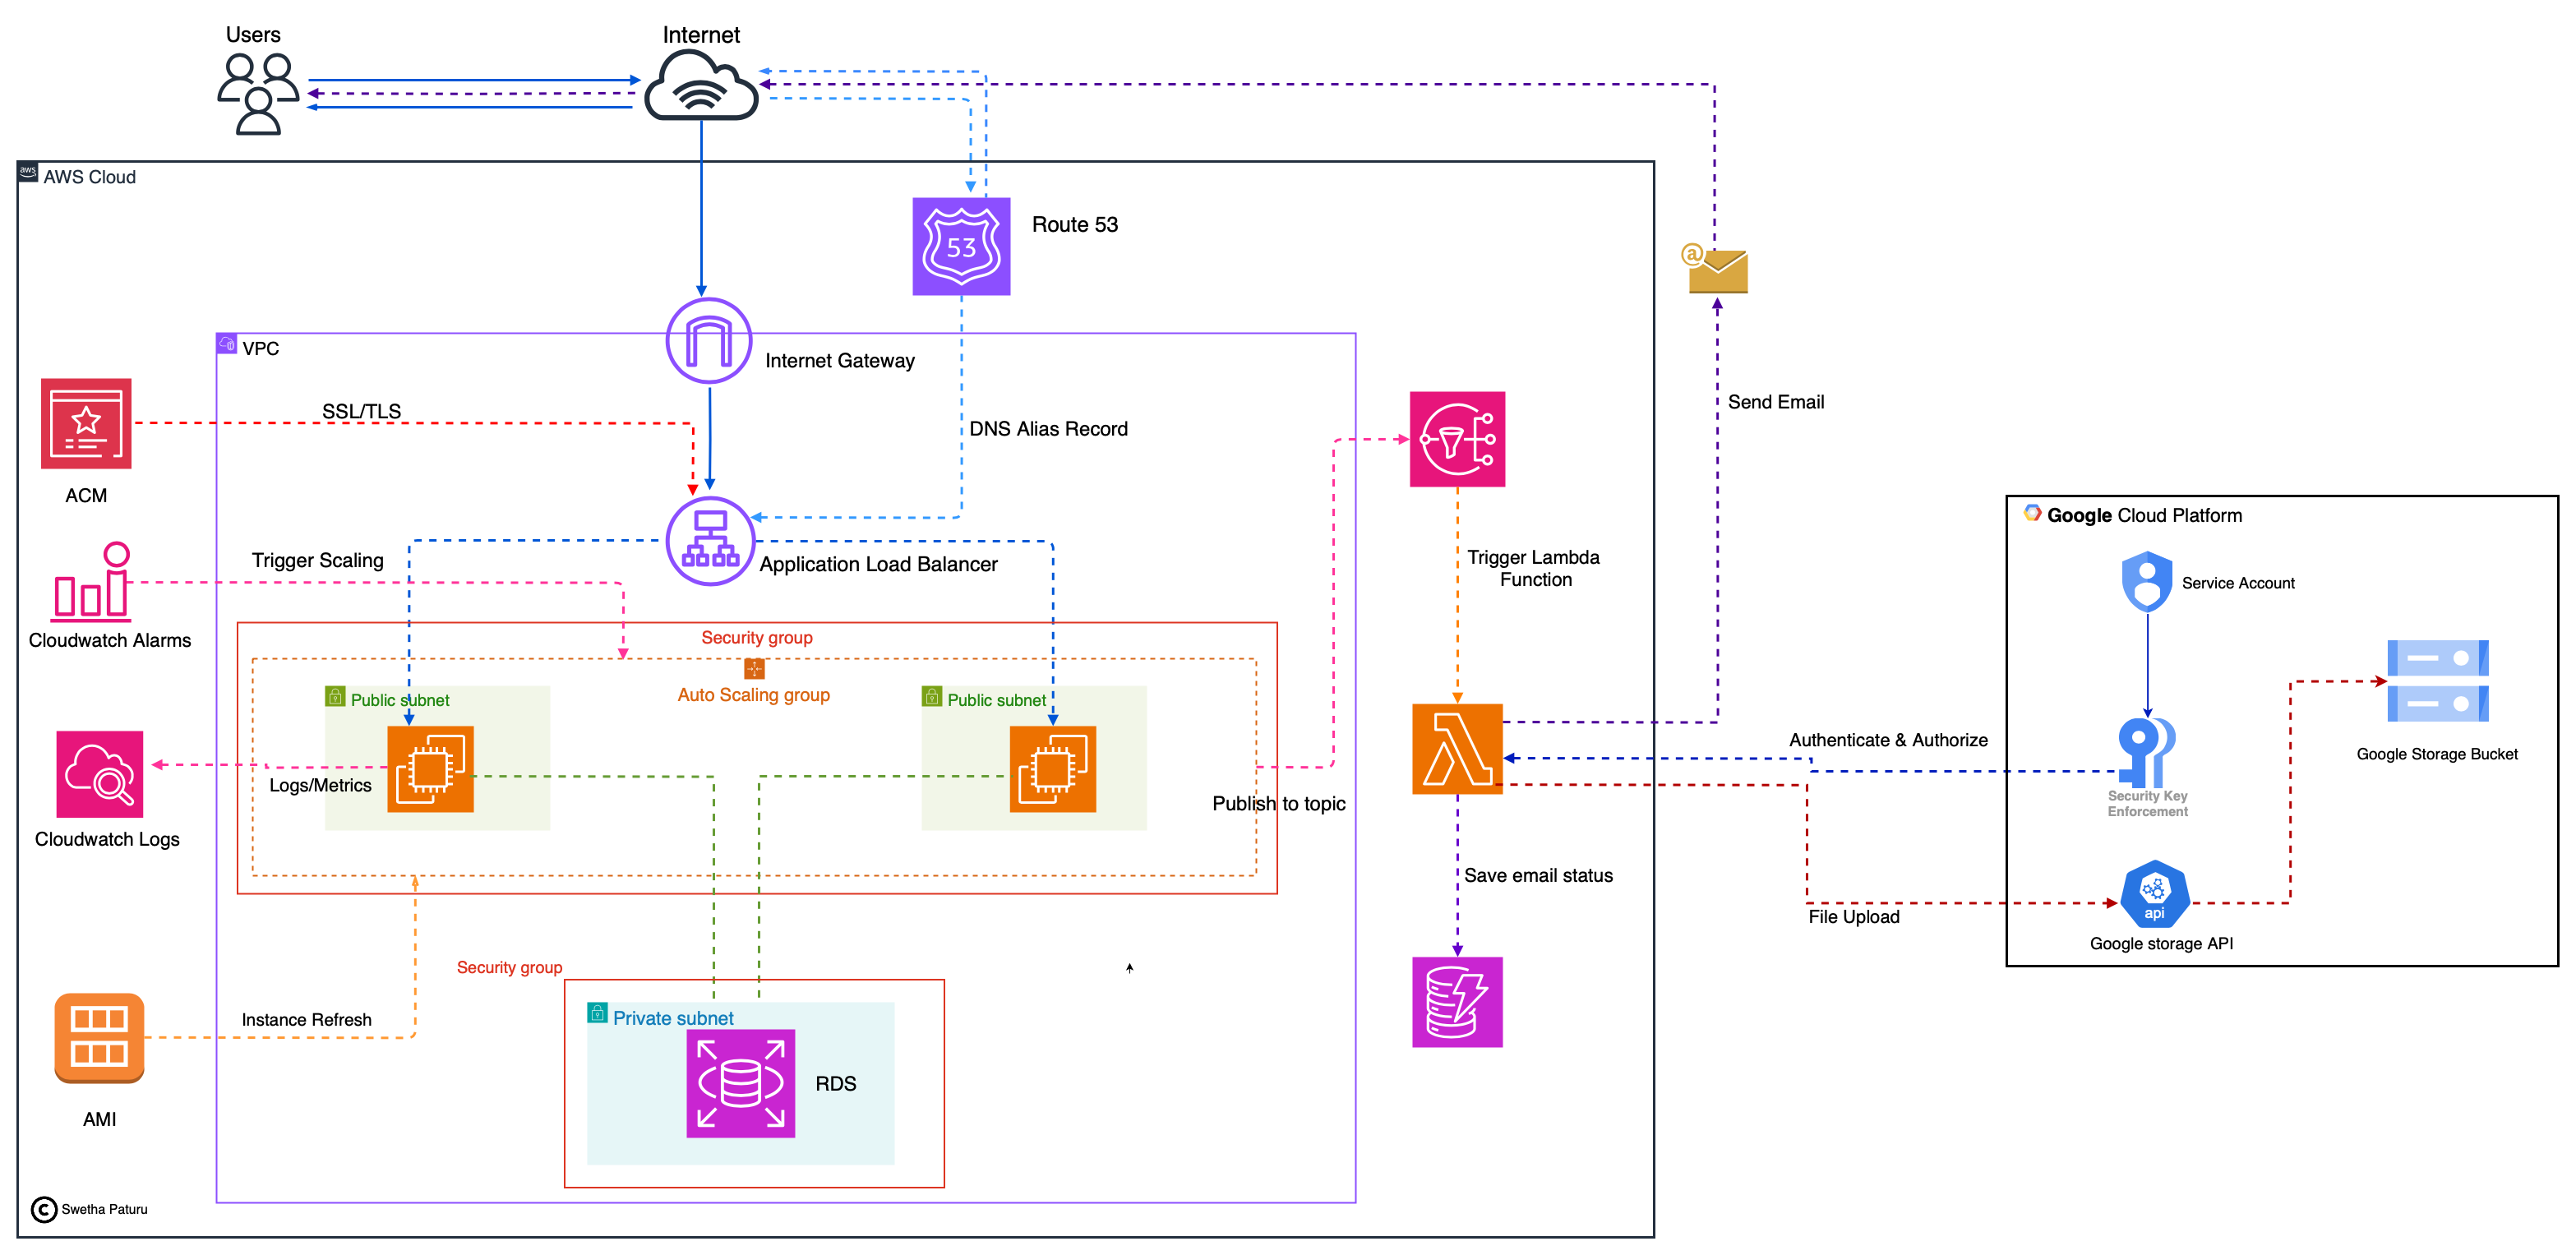 Users
Internet
aws
AWS Cloud
53
Route 53
@
VPC
Internet Gateway
SSL/TLS
Send Email
DNS Alias Record
ACM
Google Cloud Platform
Trigger Scaling
Application Load Balancer
Trigger Lambda
Function
Service Account
Cloudwatch Alarms
Security group
Auto Scaling group
Public subnet
Public subnet
Authenticate & Authorize
Google Storage Bucket
Logs/Metrics
Publish to topic
Security Key
Enforcement
Cloudwatch Logs
Save email status
File Upload
api
Google storage API
Security group
Instance Refresh
Private subnet
RDS
AMI
C
Swetha Paturu